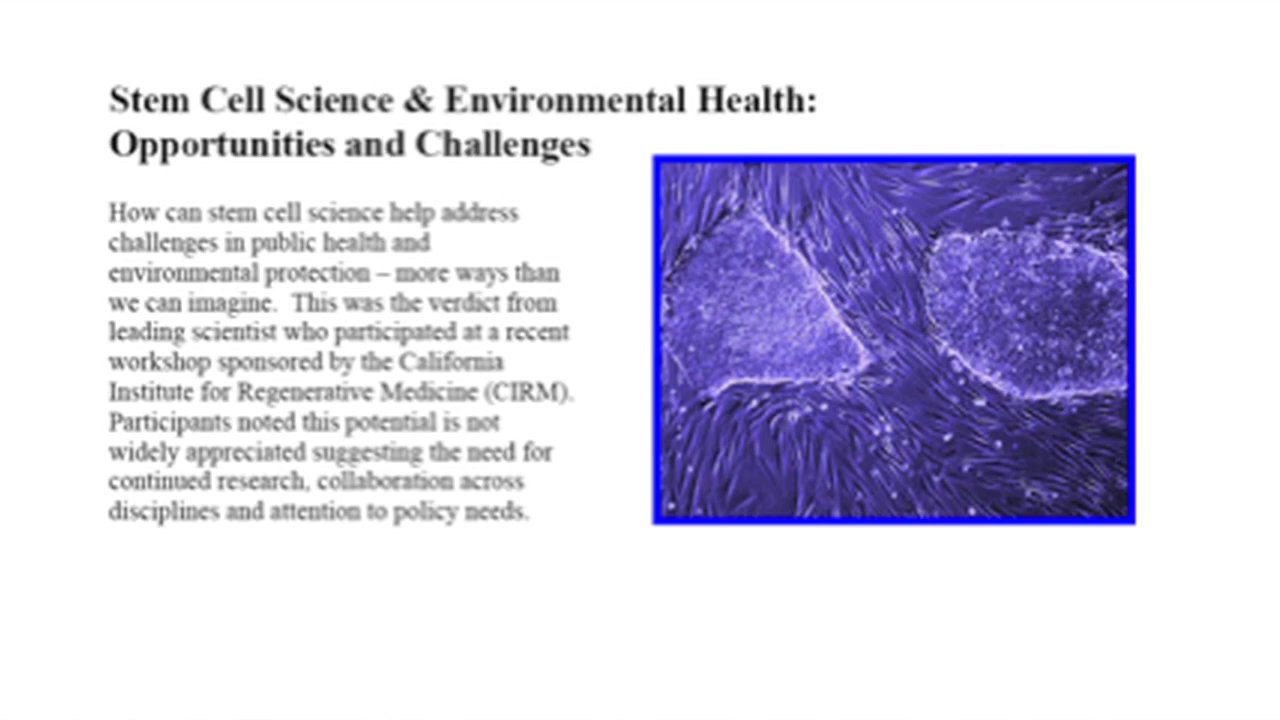 Stem Cell Science & Environmental Health:
Opportunities and Challenges
How can stem cell science help address
challenges in public health and
environmental protection – more ways than
we can imagine.  This was the verdict from
leading scientist who participated at a recent
workshop sponsored by the California
Institute for Regenerative Medicine (CIRM).
Participants noted this potential is not
widely appreciated suggesting the need for
continued research, collaboration across
disciplines and attention to policy needs.